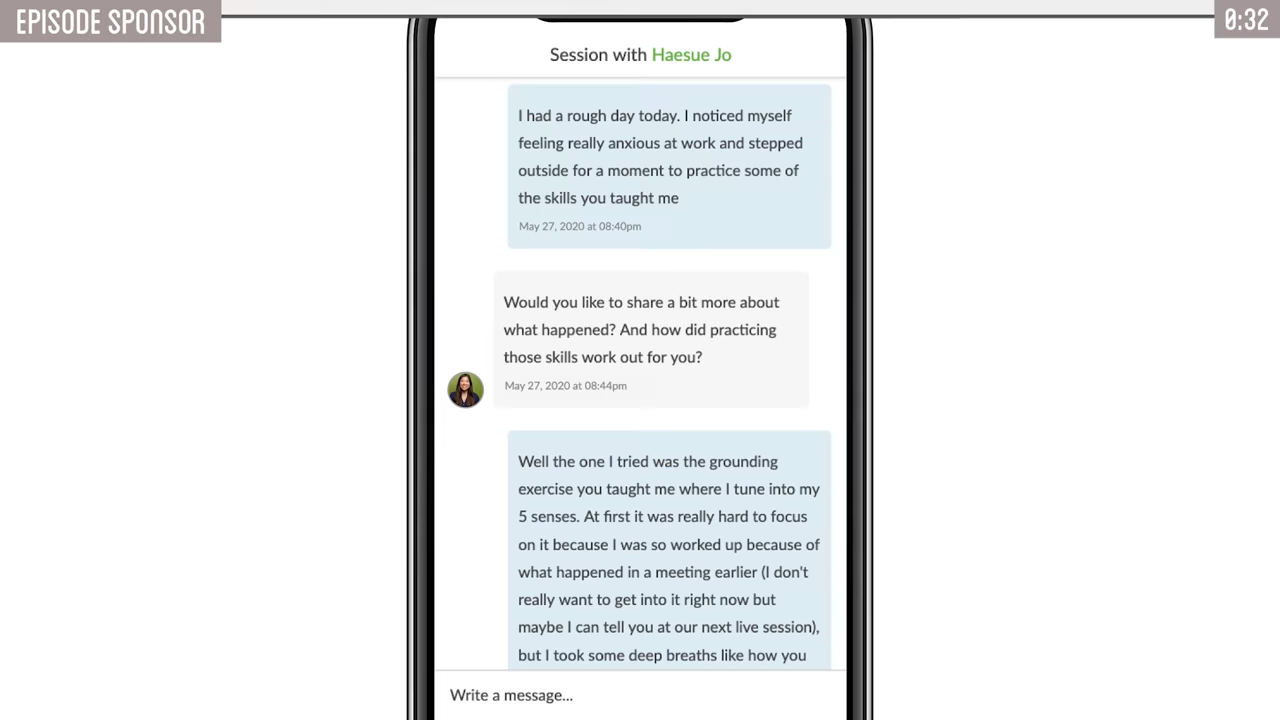 EPISODE SPONSOR
0:32
Session with Haesue Jo
I had a rough day today. I noticed myself
feeling really anxious at work and stepped
outside for a moment to practice some of
the skills you taught me
May 27, 2020 at 08:40pm
Would you like to share a bit more about
what happened? And how did practicing
those skills work out for you?
May 27, 2020 at 08:44pm
Well the one I tried was the grounding
exercise you taught me where I tune into my
5 senses. At first it was really hard to focus
on it because I was so worked up because of
what happened in a meeting earlier (I don't
really want to get into it right now but
maybe I can tell you at our next live session),
but I took some deep breaths like how you
Write a message...